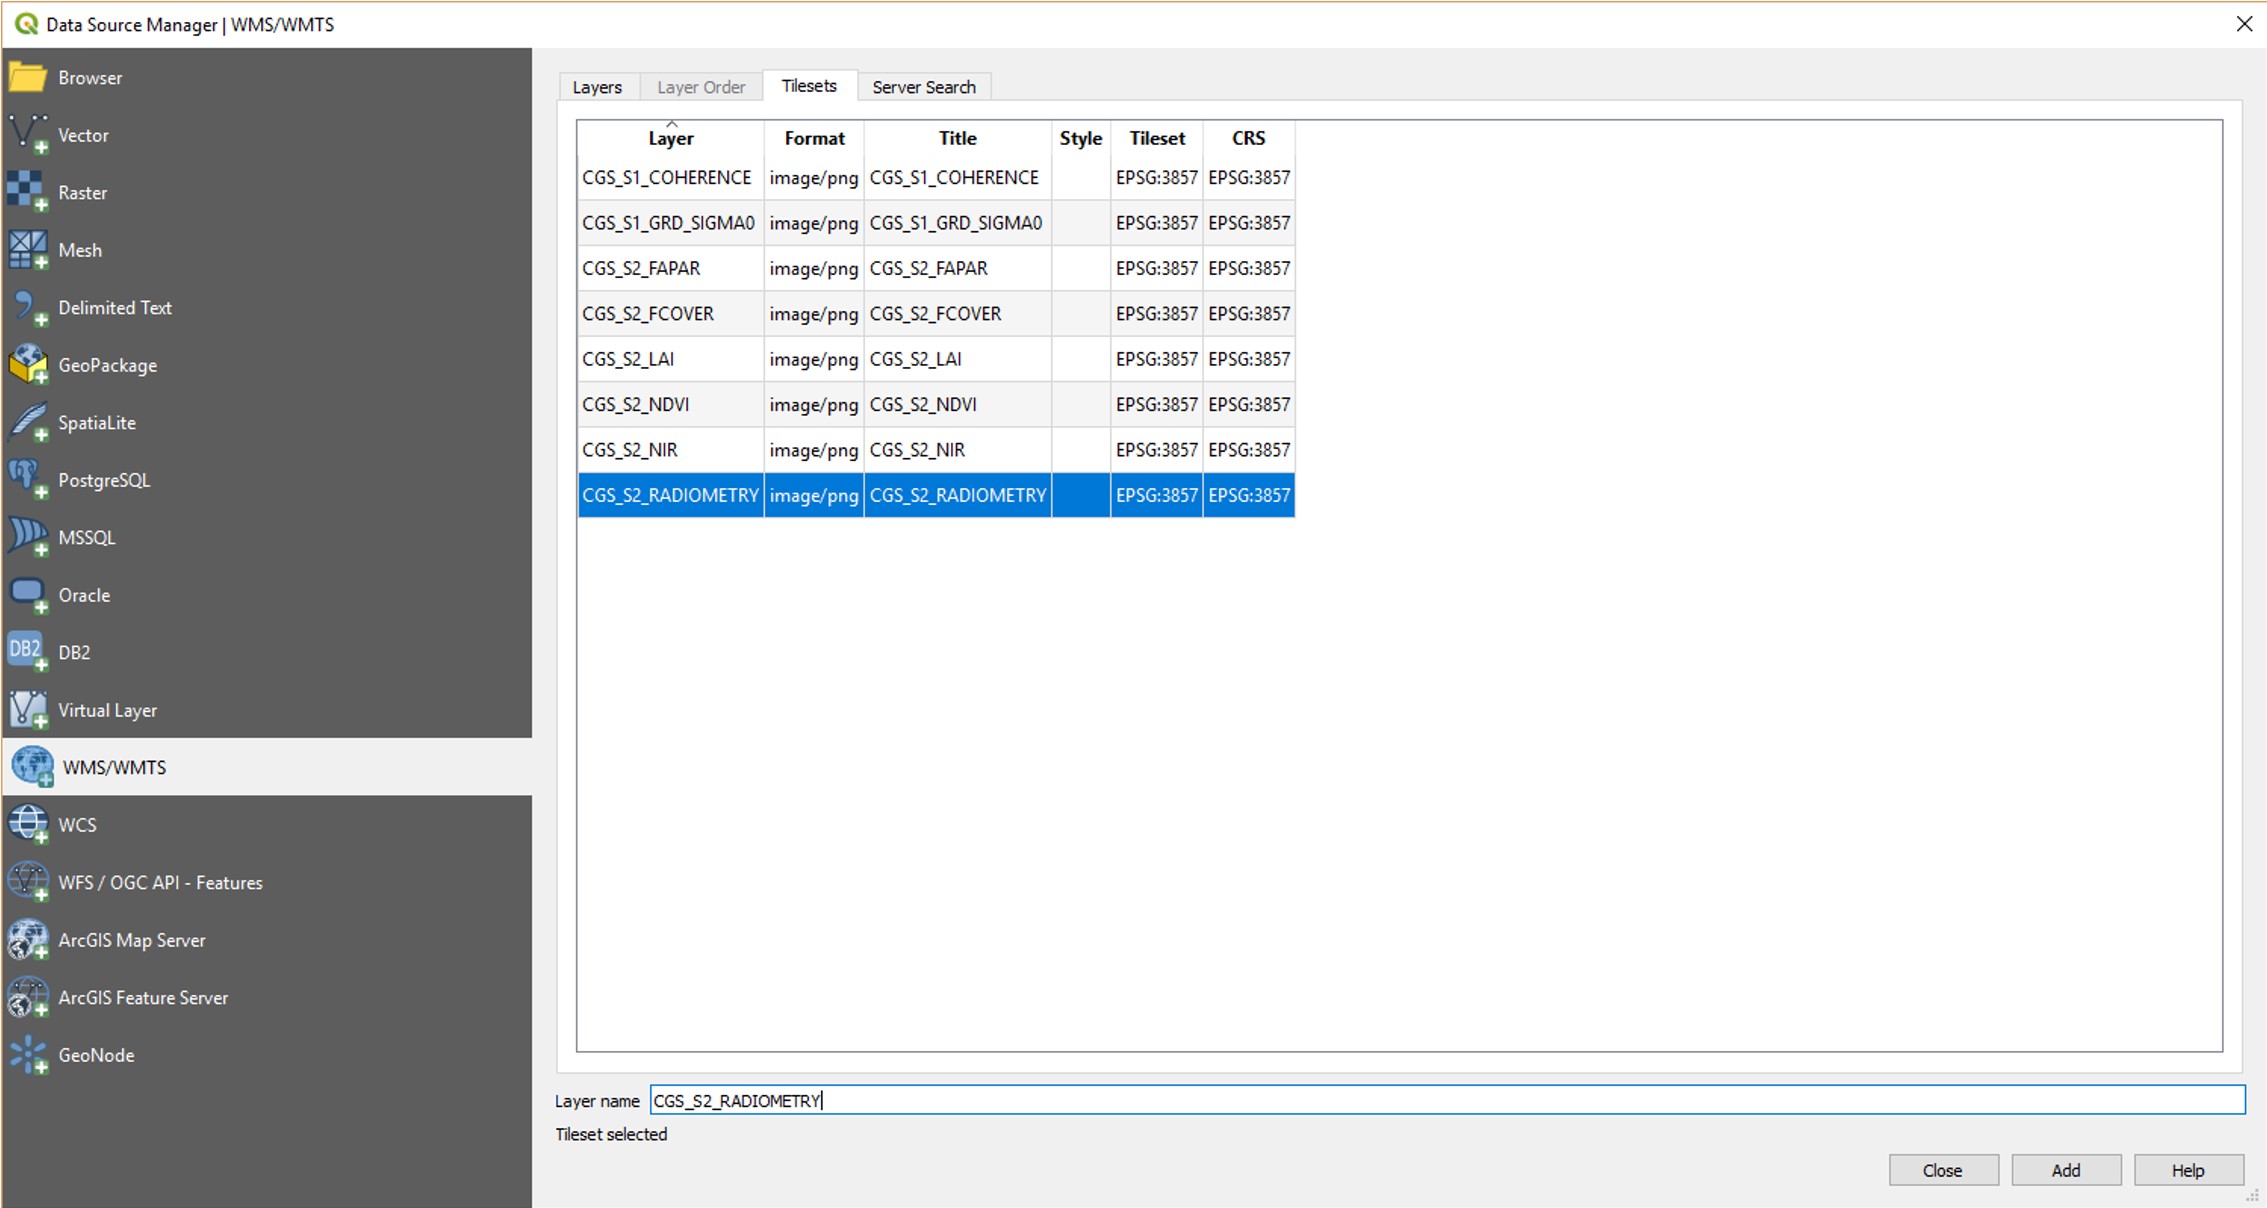 Data Source Manager | WMS/WMTS
Browser
Vector
Raster
Mesh
Delimited Text
GeoPackage
SpatiaLite
PostgreSQL
MSSQL
Oracle
DB2 DB2
Virtual Layer
WMS/WMTS
WCS
WFS / OGC API - Features
ArcGIS Map Server
ArcGIS Feature Server
GeoNode
Layers Layer Order Tilesets Server Search
Layer Format Title Style Tileset CRS
CGS_S1_COHERENCE image/png CGS_S1_COHERENCE EPSG:3857 EPSG:3857
CGS_S1_GRD_SIGMA0 image/png CGS_S1_GRD_SIGMA0 EPSG:3857 EPSG:3857
CGS_S2_FAPAR image/png CGS_S2_FAPAR EPSG:3857 EPSG:3857
CGS_S2_FCOVER image/png CGS_S2_FCOVER EPSG:3857 EPSG:3857
CGS_S2_LAI image/png CGS_S2_LAI EPSG:3857 EPSG:3857
CGS_S2_NDVI image/png CGS_S2_NDVI EPSG:3857 EPSG:3857
CGS_S2_NIR image/png CGS_S2_NIR EPSG:3857 EPSG:3857
CGS_S2_RADIOMETRY image/png CGS_S2_RADIOMETRY EPSG:3857 EPSG:3857
Layer name CGS_S2_RADIOMETRY
Tileset selected
Close Add Help